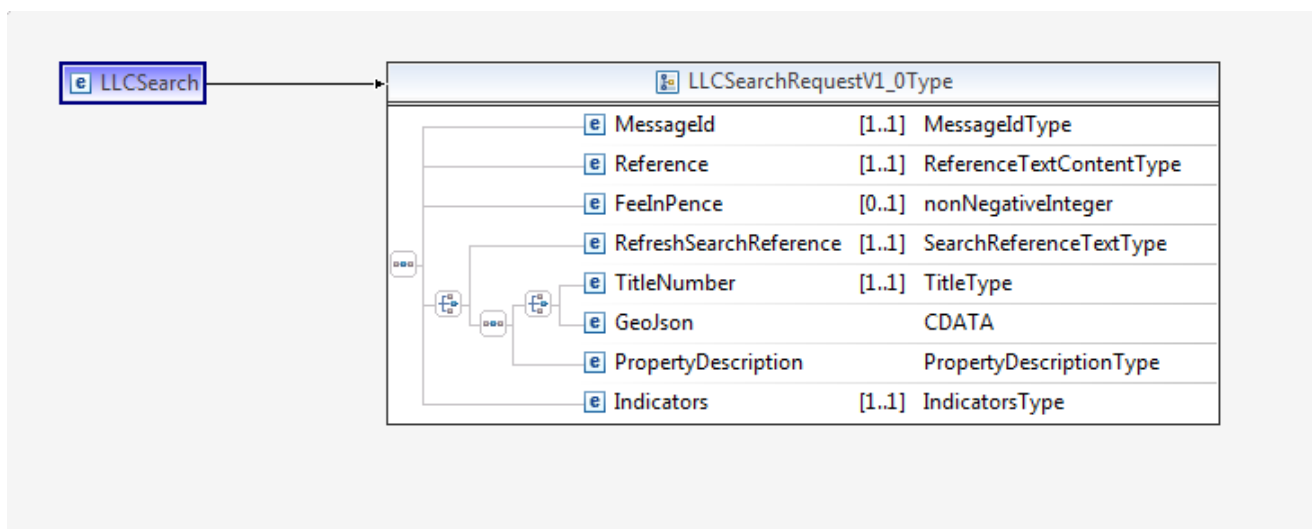 e LLCSearch
LLCSearchRequestV1_0Type
e MessageId [1..1] MessageIdType
e Reference [1..1] ReferenceTextContentType
e FeeInPence [0..1] nonNegativeInteger
e RefreshSearchReference [1..1] SearchReferenceTextType
e TitleNumber [1..1] TitleType
e GeoJson CDATA
e PropertyDescription PropertyDescriptionType
e Indicators [1..1] IndicatorsType